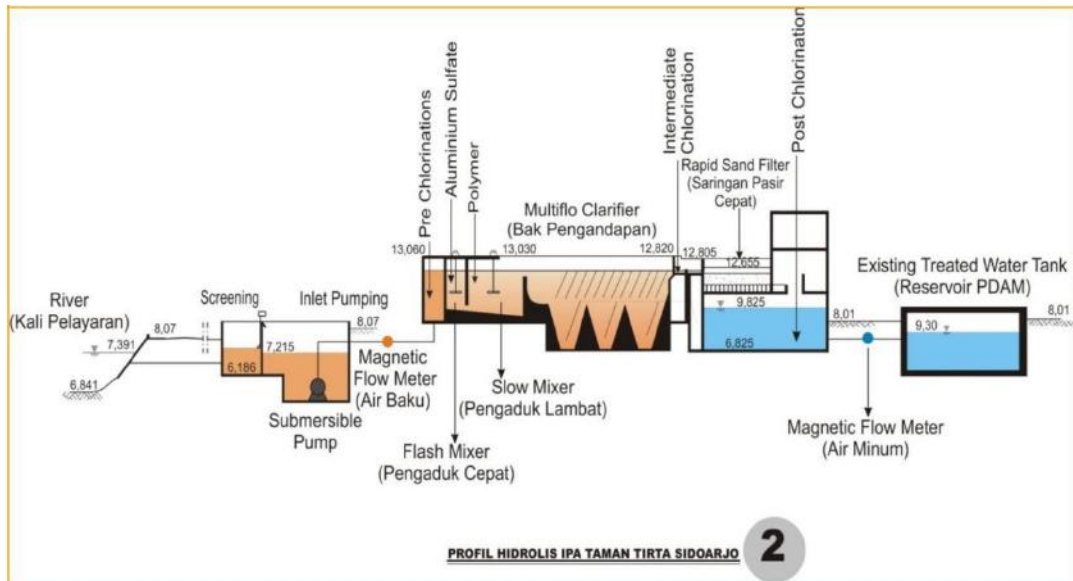 Pre Chlorinations
Aluminium Sulfate
Polymer
Intermediate
Chlorination
Post Chlorination
Rapid Sand Filter
(Saringan Pasir
Cepat)
Multiflo Clarifier
(Bak Pengandapan)
13,060
13,030
12,820
12,805
12,655
Existing Treated Water Tank
(Reservoir PDAM)
River
(Kali Pelayaran)
Screening
Inlet Pumping
8,07
8,07
7,391
7,215
6,186
6,841
9,825
6,825
8,01
9,30
8,01
Magnetic
Flow Meter
(Air Baku)
Submersible
Pump
Slow Mixer
(Pengaduk Lambat)
Flash Mixer
(Pengaduk Cepat)
Magnetic Flow Meter
(Air Minum)
PROFIL HIDROLIS IPA TAMAN TIRTA SIDOARJO
2